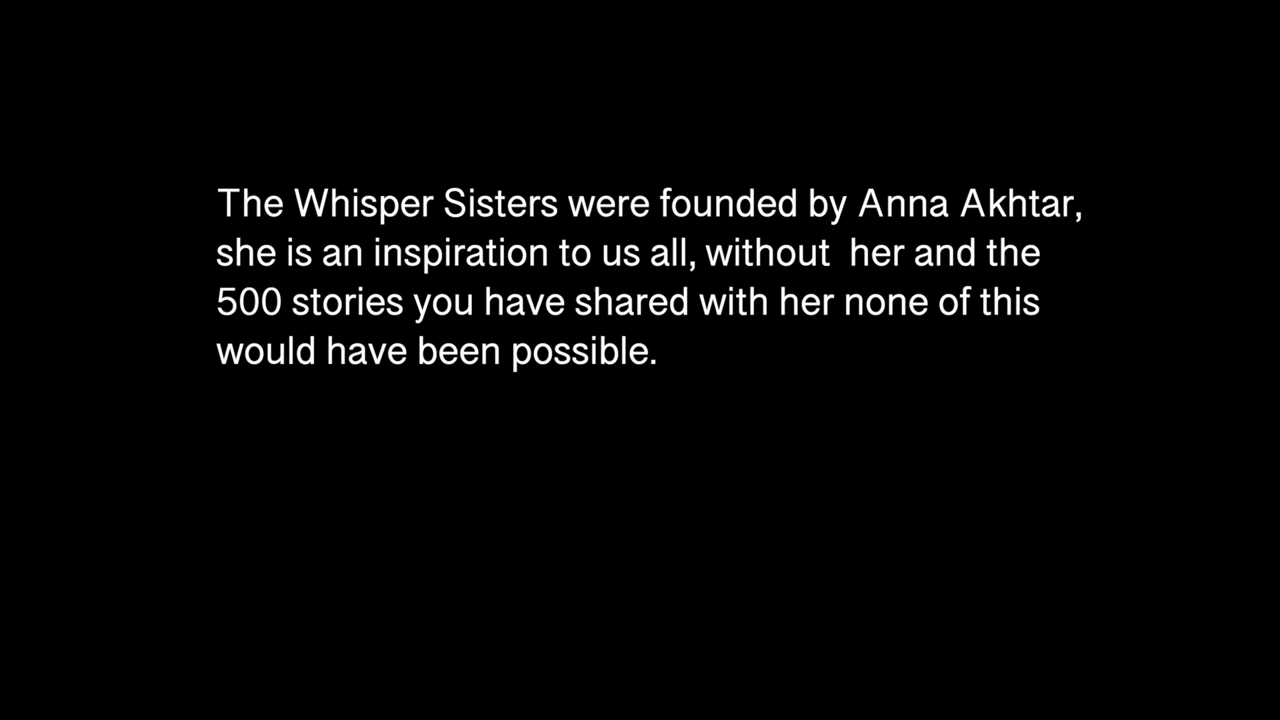 The Whisper Sisters were founded by Anna Akhtar,
she is an inspiration to us all, without  her and the
500 stories you have shared with her none of this
would have been possible.